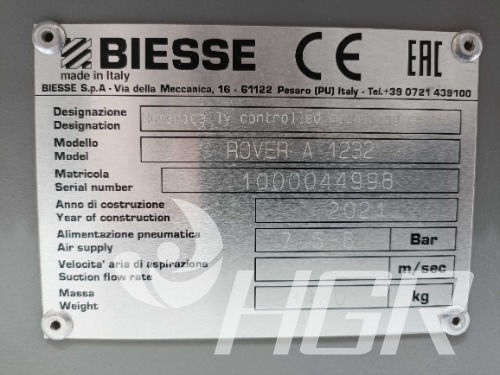 BIESSE CE EAC
made in Italy
BIESSE S.p.A - Via della Meccanica, 16 - 61122 Pesaro (PU) Italy - Tel.+39 0721 439100
Designazione
Designation
Numerically controlled
Modello
Model
ROVER A 1232
Matricola
Serial number
1000044998
Anno di costruzione
Year of construction
2021
Alimentazione pneumatica
Air supply
Bar
Velocita' aria di aspirazione
Suction flow rate
m/sec
Massa
Weight
kg
HGR